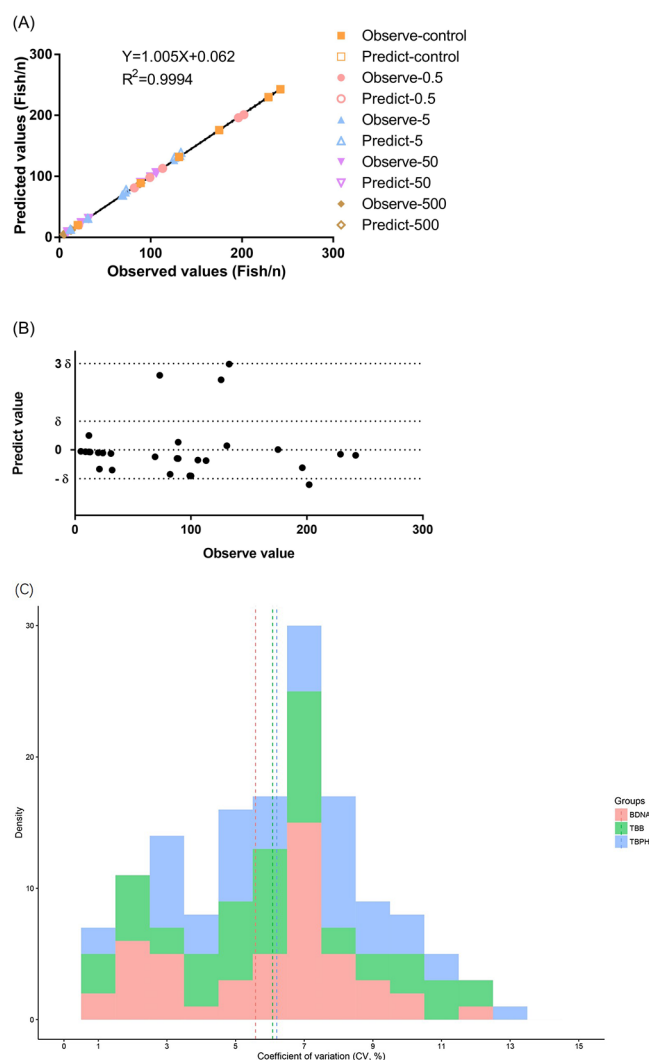 (A)
Y=1.005X+0.062
R²=0.9994
Predicted values (Fish/n)
300
200
100
0
0 100 200 300
Observed values (Fish/n)
Observe-control
Predict-control
Observe-0.5
Predict-0.5
Observe-5
Predict-5
Observe-50
Predict-50
Observe-500
Predict-500
(B)
Predict value
3 δ
δ
0
- δ
0 100 200 300
Observe value
(C)
Density
30
20
10
0
0 1 3 5 7 9 11 13 15
Coefficient of variation (CV, %)
Groups
BDNA
TBB
TBPH